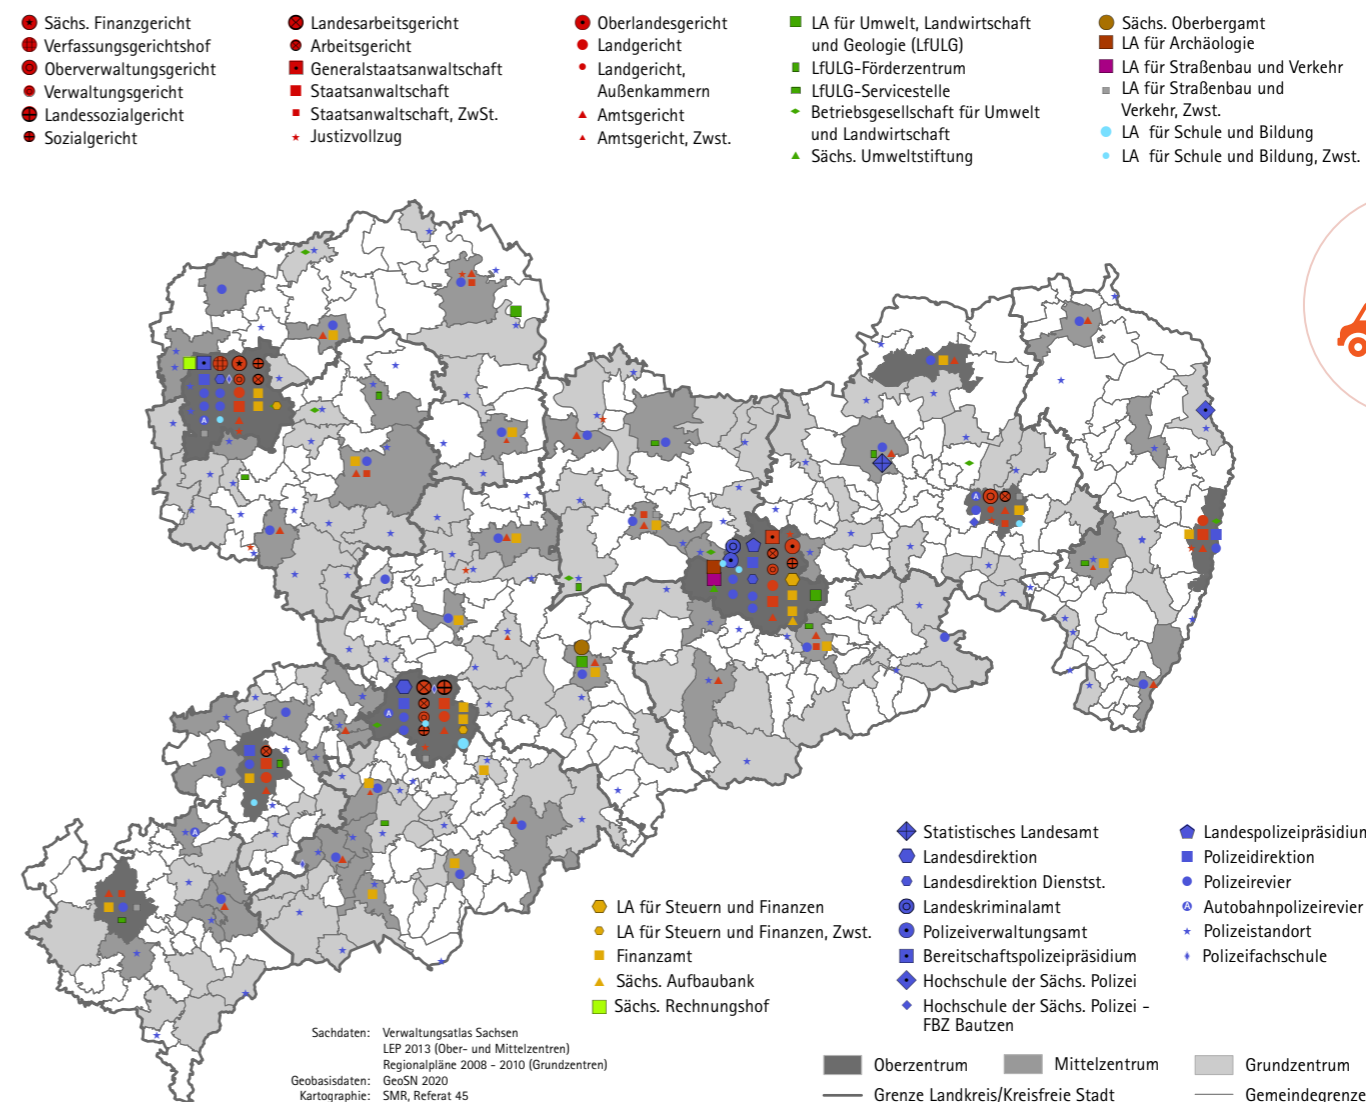 Sächs. Finanzgericht
Verfassungsgerichtshof
Oberverwaltungsgericht
Verwaltungsgericht
Landessozialgericht
Sozialgericht
Landesarbeitsgericht
Arbeitsgericht
Generalstaatsanwaltschaft
Staatsanwaltschaft
Staatsanwaltschaft, ZwSt.
Justizvollzug
Oberlandesgericht
Landgericht
Landgericht,
Außenkammern
Amtsgericht
Amtsgericht, Zwst.
LA für Umwelt, Landwirtschaft
und Geologie (LfULG)
LfULG-Förderzentrum
LfULG-Servicestelle
Betriebsgesellschaft für Umwelt
und Landwirtschaft
Sächs. Umweltstiftung
Sächs. Oberbergamt
LA für Archäologie
LA für Straßenbau und Verkehr
LA für Straßenbau und
Verkehr, Zwst.
LA für Schule und Bildung
LA für Schule und Bildung, Zwst.
LA für Steuern und Finanzen
LA für Steuern und Finanzen, Zwst.
Finanzamt
Sächs. Aufbaubank
Sächs. Rechnungshof
Statistisches Landesamt
Landesdirektion
Landesdirektion Dienstst.
Landeskriminalamt
Polizeiverwaltungsamt
Bereitschaftspolizeipräsidium
Hochschule der Sächs. Polizei
Hochschule der Sächs. Polizei -
FBZ Bautzen
Landespolizeipräsidium
Polizeidirektion
Polizeirevier
Autobahnpolizeirevier
Polizeistandort
Polizeifachschule
Sachdaten: Verwaltungsatlas Sachsen
LEP 2013 (Ober- und Mittelzentren)
Regionalpläne 2008 - 2010 (Grundzentren)
Geobasisdaten: GeoSN 2020
Kartographie: SMR, Referat 45
Oberzentrum
Mittelzentrum
Grundzentrum
Grenze Landkreis/Kreisfreie Stadt
Gemeindegrenze